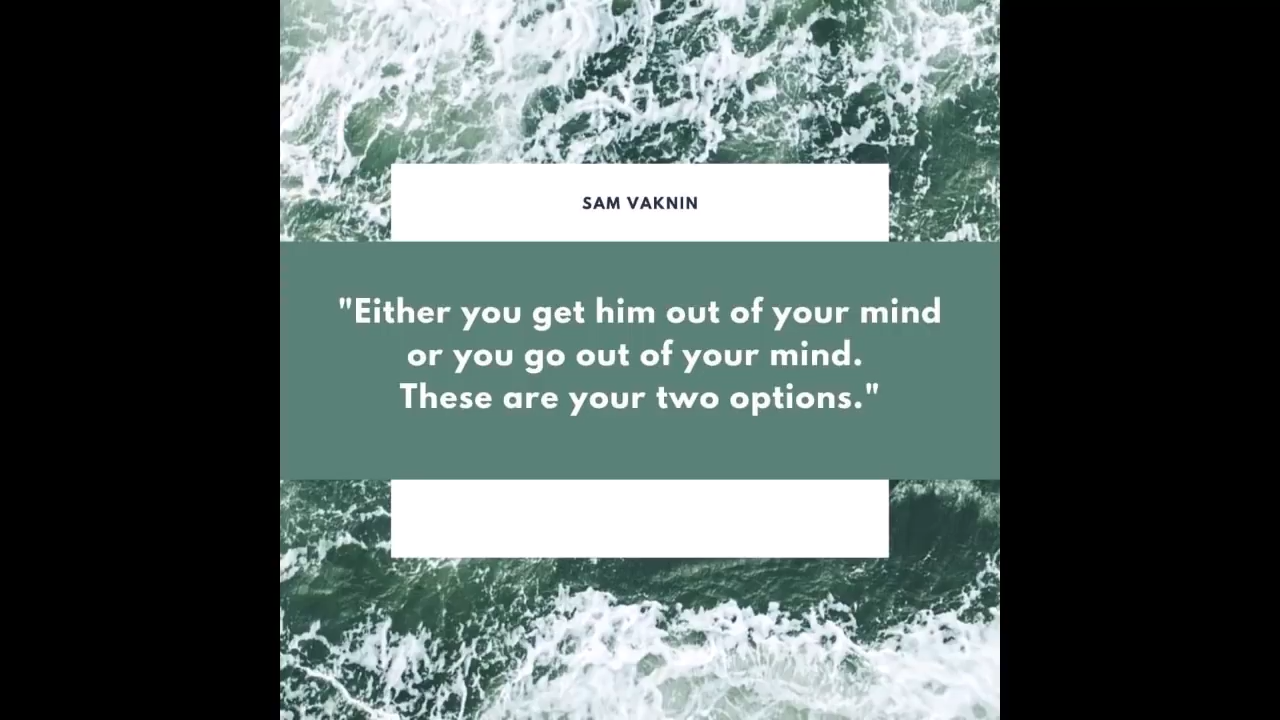 SAM VAKNIN
"Either you get him out of your mind
or you go out of your mind.
These are your two options."